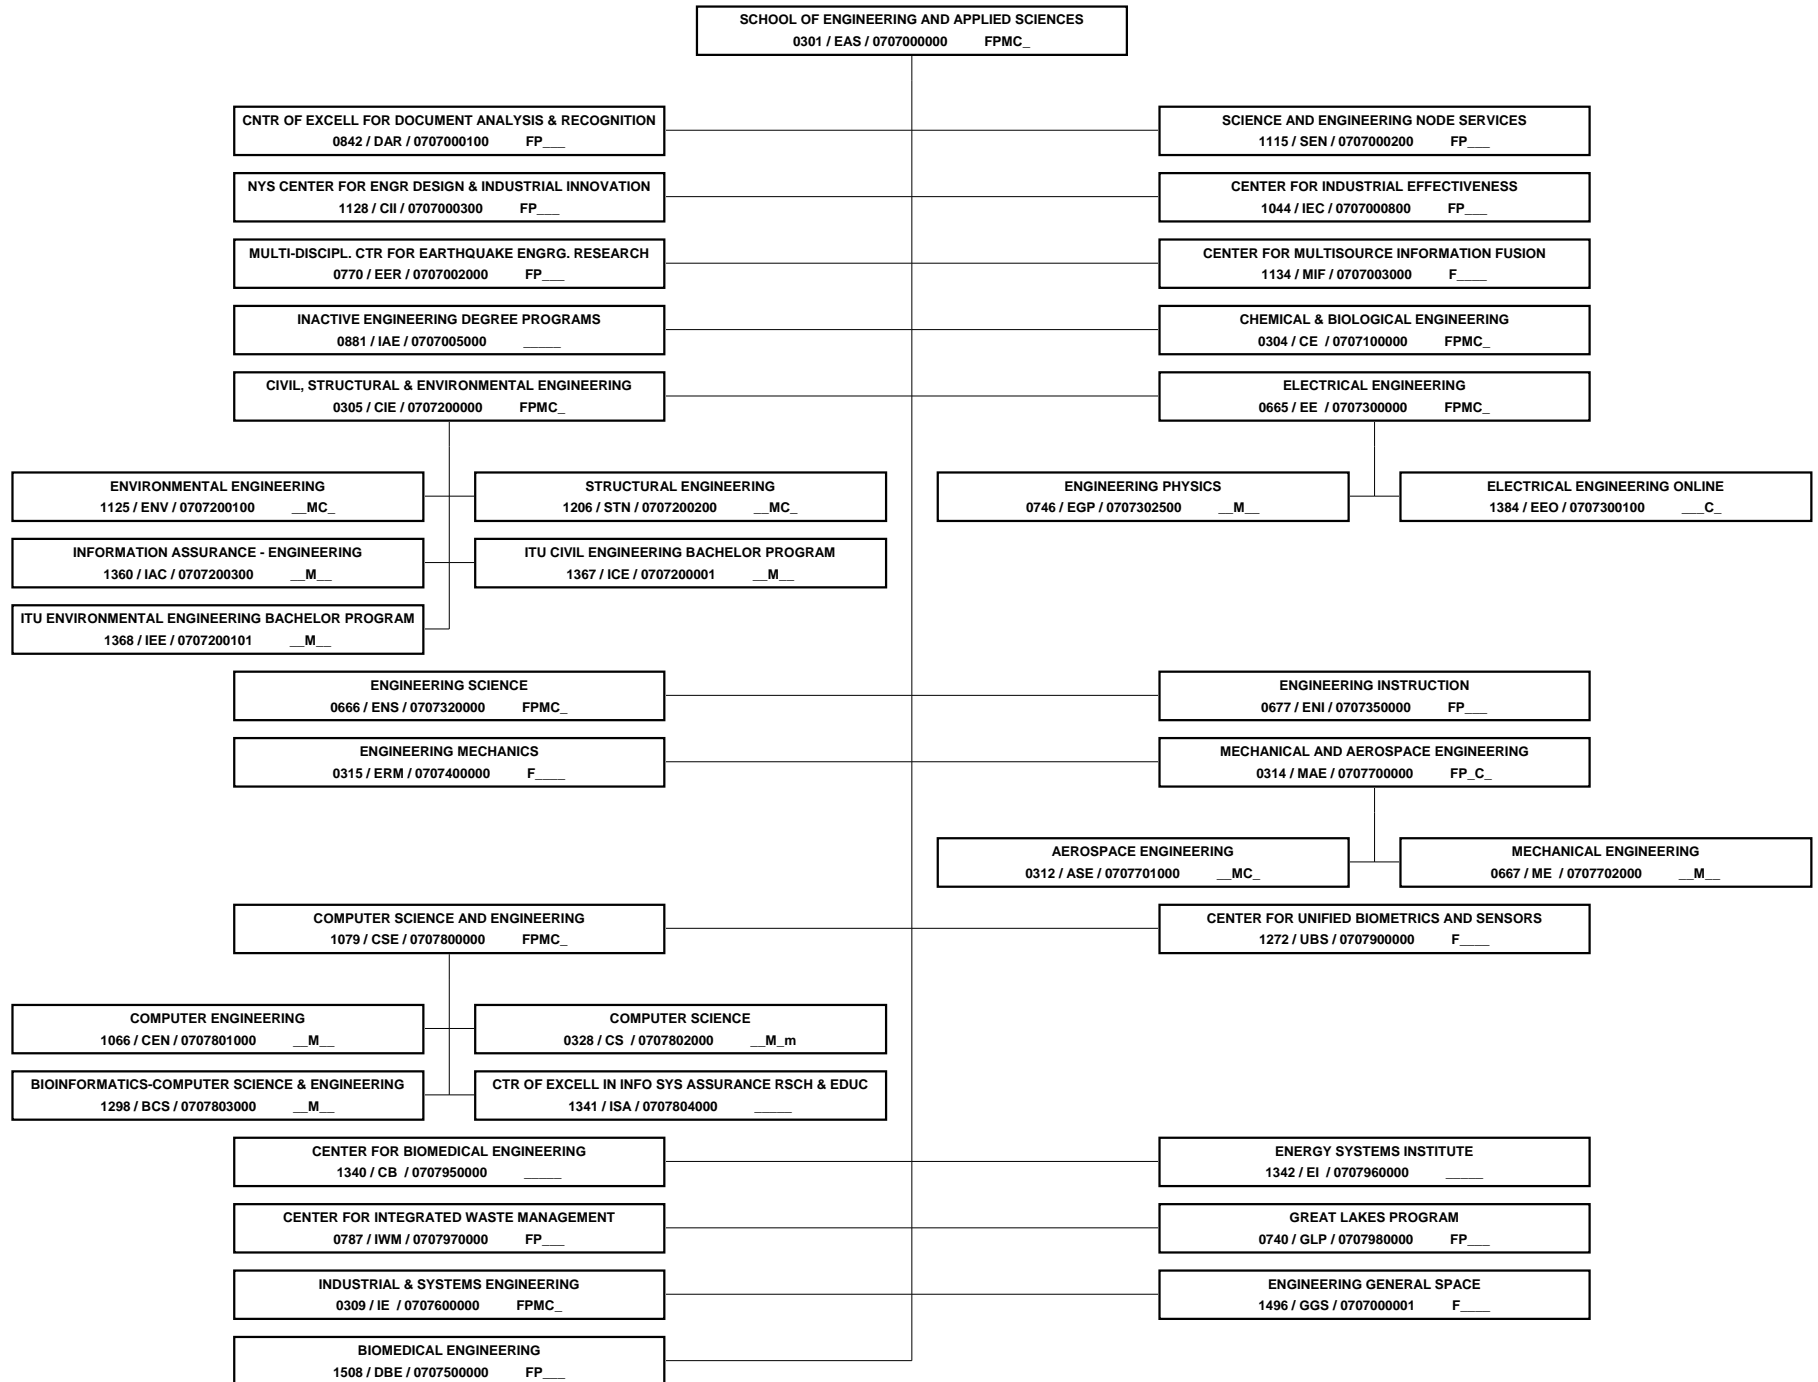 SCHOOL OF ENGINEERING AND APPLIED SCIENCES
0301 / EAS / 0707000000 FPMC_
CNTR OF EXCELL FOR DOCUMENT ANALYSIS & RECOGNITION
0842 / DAR / 0707000100 FP___
SCIENCE AND ENGINEERING NODE SERVICES
1115 / SEN / 0707000200 FP___
NYS CENTER FOR ENGR DESIGN & INDUSTRIAL INNOVATION
1128 / CII / 0707000300 FP___
CENTER FOR INDUSTRIAL EFFECTIVENESS
1044 / IEC / 0707000800 FP___
MULTI-DISCIPL. CTR FOR EARTHQUAKE ENGRG. RESEARCH
0770 / EER / 0707002000 FP___
CENTER FOR MULTISOURCE INFORMATION FUSION
1134 / MIF / 0707003000 F____
INACTIVE ENGINEERING DEGREE PROGRAMS
0881 / IAE / 0707005000 _____
CHEMICAL & BIOLOGICAL ENGINEERING
0304 / CE / 0707100000 FPMC_
CIVIL, STRUCTURAL & ENVIRONMENTAL ENGINEERING
0305 / CIE / 0707200000 FPMC_
ELECTRICAL ENGINEERING
0665 / EE / 0707300000 FPMC_
ENVIRONMENTAL ENGINEERING
1125 / ENV / 0707200100 __MC_
STRUCTURAL ENGINEERING
1206 / STN / 0707200200 __MC_
ENGINEERING PHYSICS
0746 / EGP / 0707302500 __M__
ELECTRICAL ENGINEERING ONLINE
1384 / EEO / 0707300100 ___C_
INFORMATION ASSURANCE - ENGINEERING
1360 / IAC / 0707200300 __M__
ITU CIVIL ENGINEERING BACHELOR PROGRAM
1367 / ICE / 0707200001 __M__
ITU ENVIRONMENTAL ENGINEERING BACHELOR PROGRAM
1368 / IEE / 0707200101 __M__
ENGINEERING SCIENCE
0666 / ENS / 0707320000 FPMC_
ENGINEERING INSTRUCTION
0677 / ENI / 0707350000 FP___
ENGINEERING MECHANICS
0315 / ERM / 0707400000 F____
MECHANICAL AND AEROSPACE ENGINEERING
0314 / MAE / 0707700000 FP_C_
AEROSPACE ENGINEERING
0312 / ASE / 0707701000 __MC_
MECHANICAL ENGINEERING
0667 / ME / 0707702000 __M__
COMPUTER SCIENCE AND ENGINEERING
1079 / CSE / 0707800000 FPMC_
CENTER FOR UNIFIED BIOMETRICS AND SENSORS
1272 / UBS / 0707900000 F____
COMPUTER ENGINEERING
1066 / CEN / 0707801000 __M__
COMPUTER SCIENCE
0328 / CS / 0707802000 __M_m
BIOINFORMATICS-COMPUTER SCIENCE & ENGINEERING
1298 / BCS / 0707803000 __M__
CTR OF EXCELL IN INFO SYS ASSURANCE RSCH & EDUC
1341 / ISA / 0707804000 _____
CENTER FOR BIOMEDICAL ENGINEERING
1340 / CB / 0707950000 _____
ENERGY SYSTEMS INSTITUTE
1342 / EI / 0707960000 _____
CENTER FOR INTEGRATED WASTE MANAGEMENT
0787 / IWM / 0707970000 FP___
GREAT LAKES PROGRAM
0740 / GLP / 0707980000 FP___
INDUSTRIAL & SYSTEMS ENGINEERING
0309 / IE / 0707600000 FPMC_
ENGINEERING GENERAL SPACE
1496 / GGS / 0707000001 F____
BIOMEDICAL ENGINEERING
1508 / DBE / 0707500000 FP___